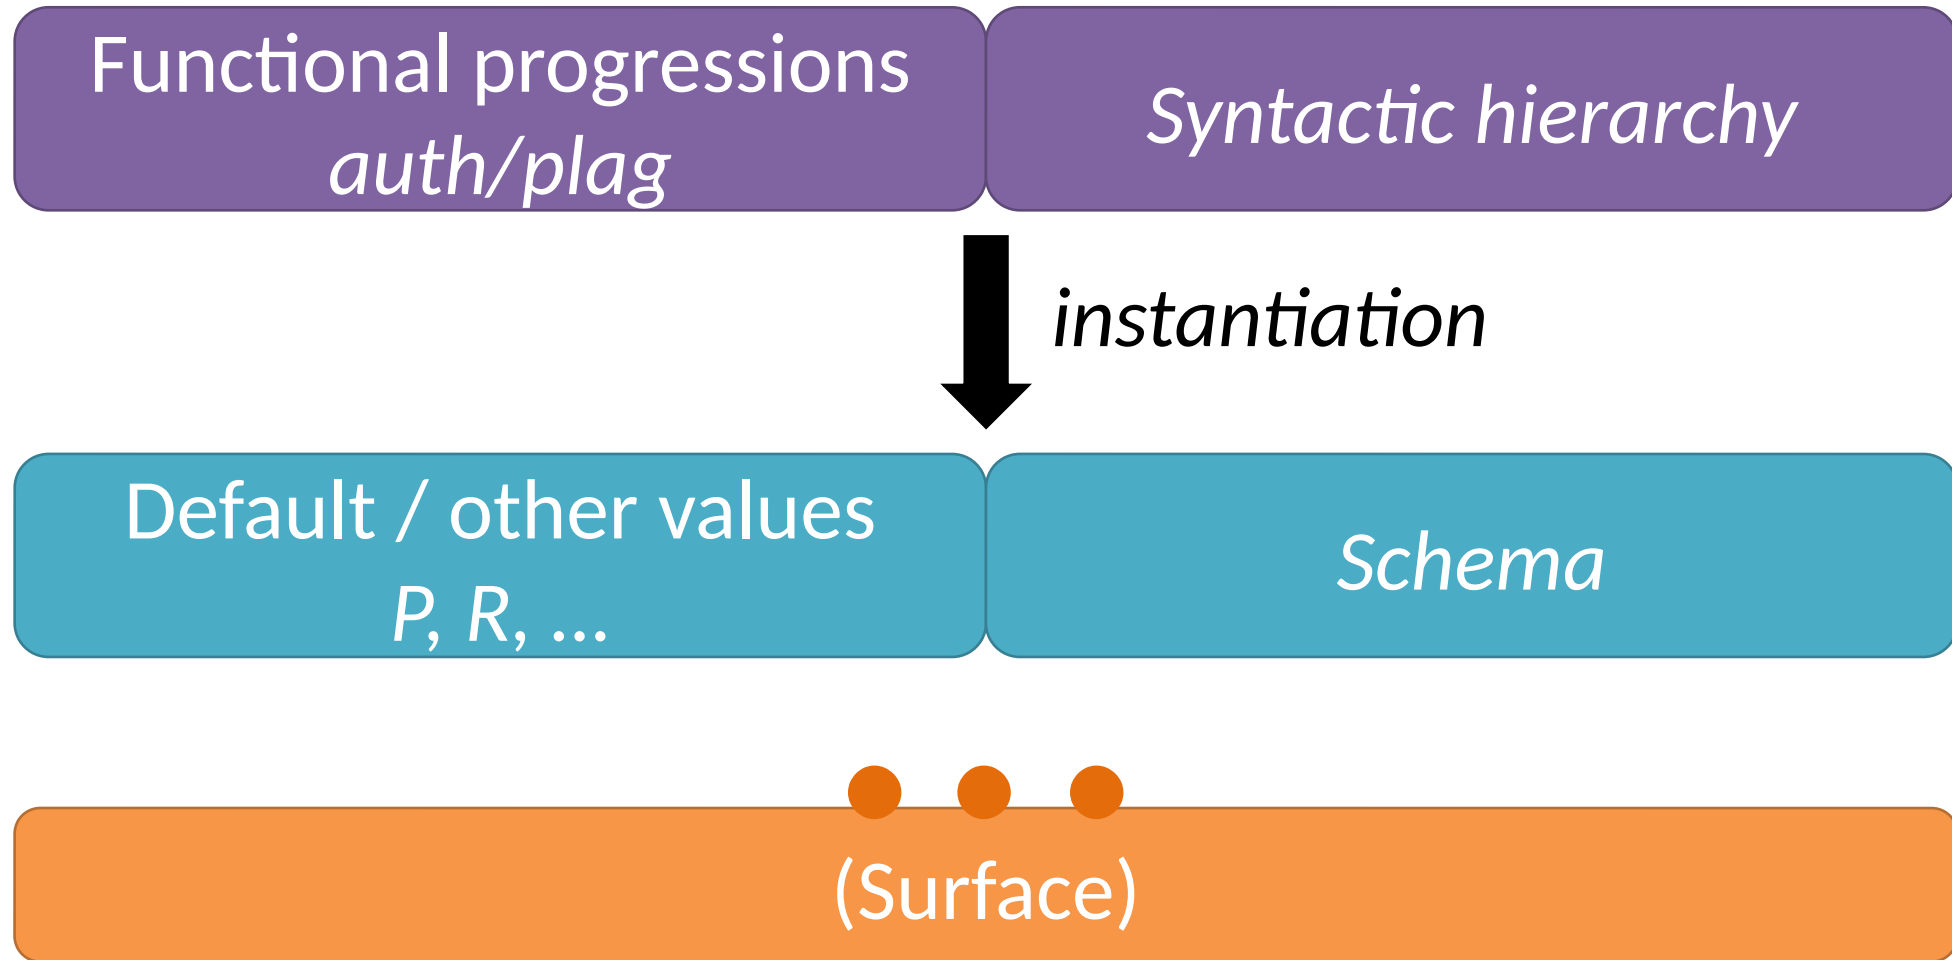 Functional progressions
auth/plag
Syntactic hierarchy
instantiation
Default / other values
P, R, ...
Schema
(Surface)